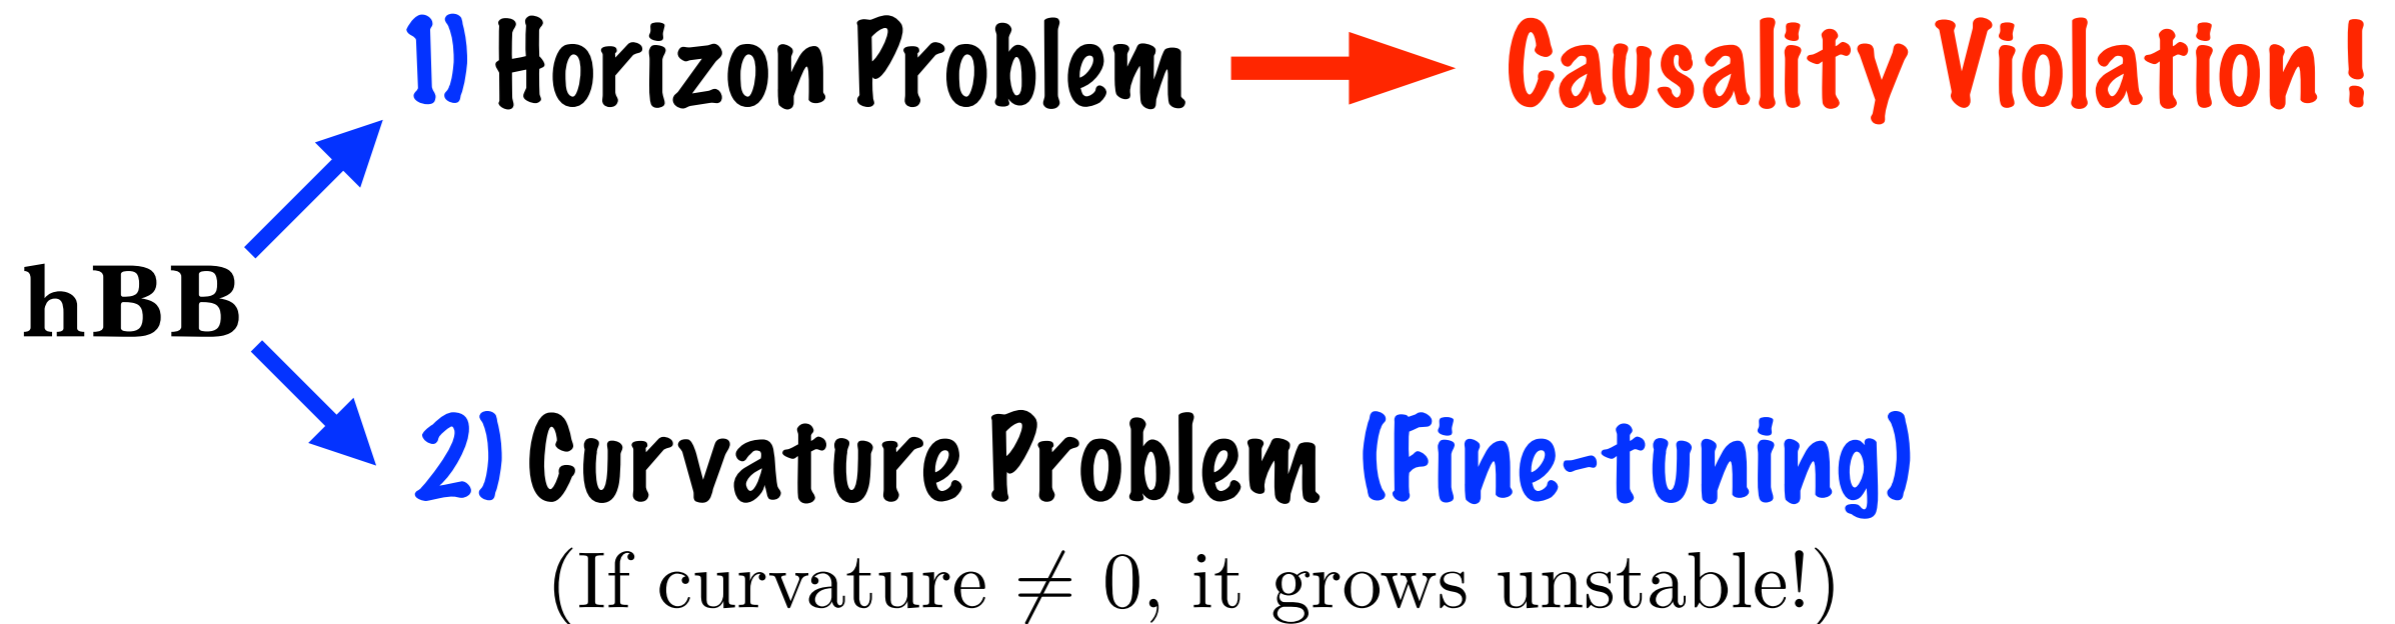 1) Horizon Problem Causality Violation !
hBB
2) Curvature Problem (Fine-tuning)
(If curvature ≠ 0, it grows unstable!)